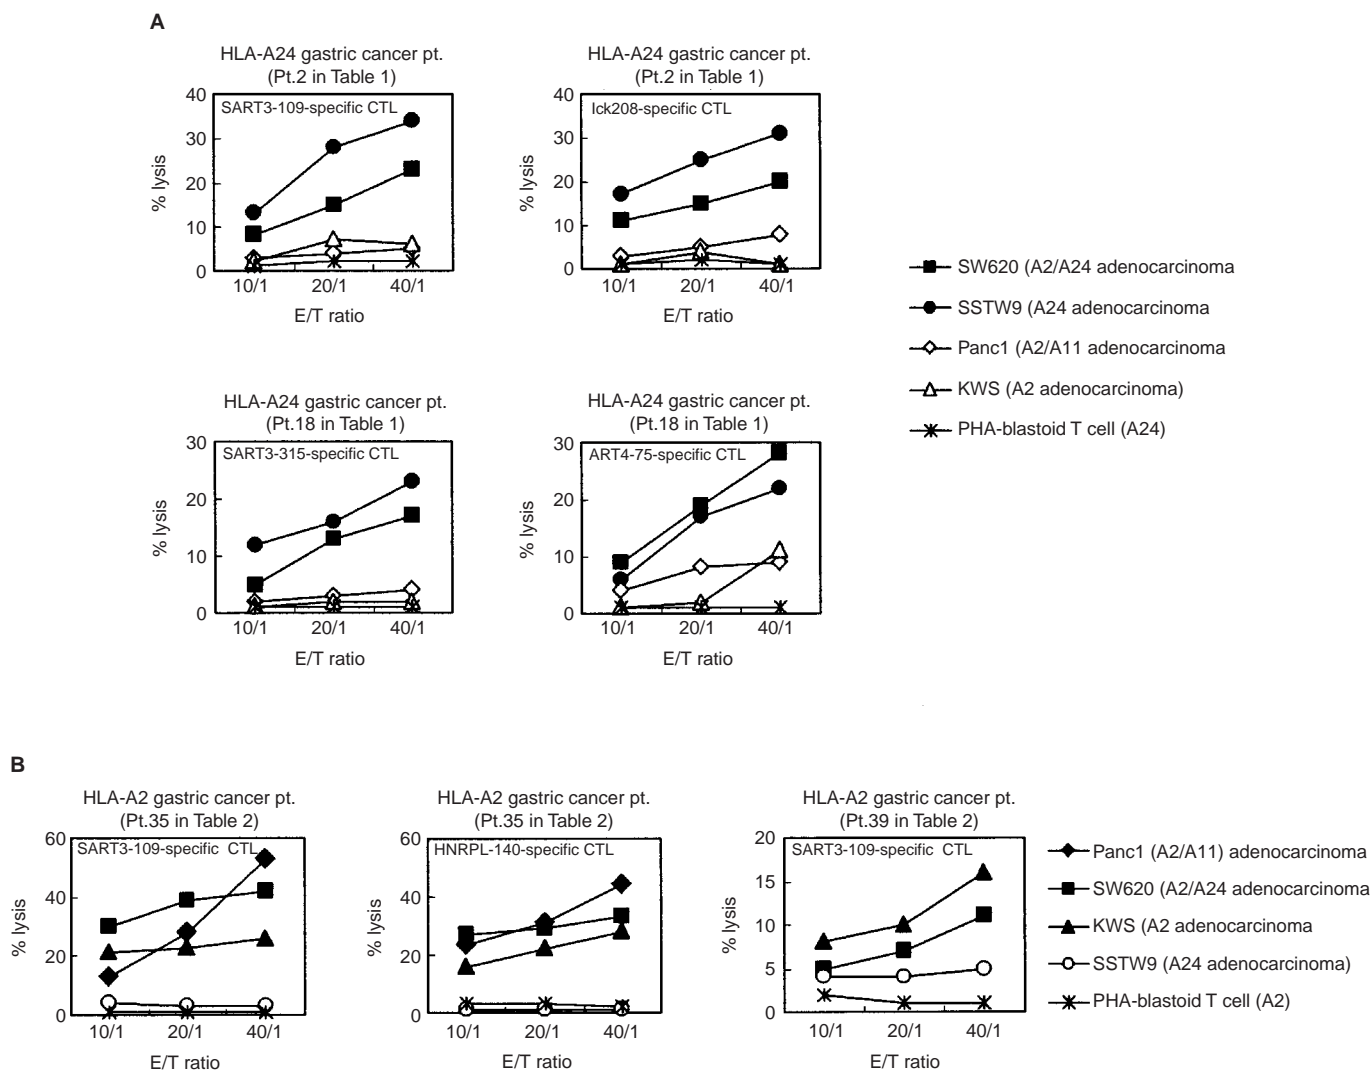 A
HLA-A24 gastric cancer pt.
(Pt.2 in Table 1)
SART3-109-specific CTL
40
30
20
10
0
% lysis
10/1 20/1 40/1
E/T ratio
HLA-A24 gastric cancer pt.
(Pt.2 in Table 1)
lck208-specific CTL
40
30
20
10
0
% lysis
10/1 20/1 40/1
E/T ratio
SW620 (A2/A24 adenocarcinoma
SSTW9 (A24 adenocarcinoma
Panc1 (A2/A11 adenocarcinoma
KWS (A2 adenocarcinoma)
PHA-blastoid T cell (A24)
HLA-A24 gastric cancer pt.
(Pt.18 in Table 1)
SART3-315-specific CTL
30
20
10
0
% lysis
10/1 20/1 40/1
E/T ratio
HLA-A24 gastric cancer pt.
(Pt.18 in Table 1)
ART4-75-specific CTL
30
20
10
0
% lysis
10/1 20/1 40/1
E/T ratio
B
HLA-A2 gastric cancer pt.
(Pt.35 in Table 2)
SART3-109-specific CTL
60
40
20
0
% lysis
10/1 20/1 40/1
E/T ratio
HLA-A2 gastric cancer pt.
(Pt.35 in Table 2)
HNRPL-140-specific CTL
60
40
20
0
% lysis
10/1 20/1 40/1
E/T ratio
HLA-A2 gastric cancer pt.
(Pt.39 in Table 2)
SART3-109-specific CTL
20
15
10
5
0
% lysis
10/1 20/1 40/1
E/T ratio
Panc1 (A2/A11) adenocarcinoma
SW620 (A2/A24 adenocarcinoma
KWS (A2 adenocarcinoma
SSTW9 (A24 adenocarcinoma)
PHA-blastoid T cell (A2)